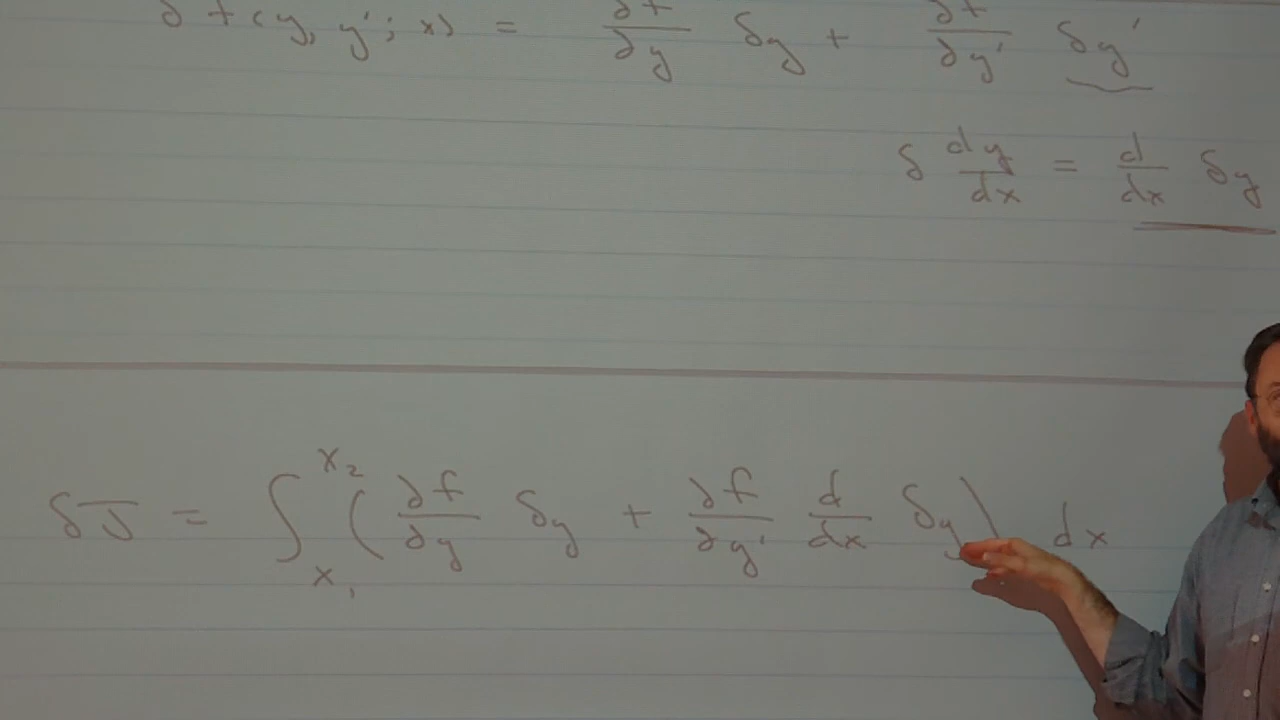 δ f(y, y'; x) = ∂f/∂y δy + ∂f/∂y' δy'
δ dy/dx = d/dx δy
δJ = ∫_{x₁}^{x₂} (∂f/∂y δy + ∂f/∂y' d/dx δy) dx